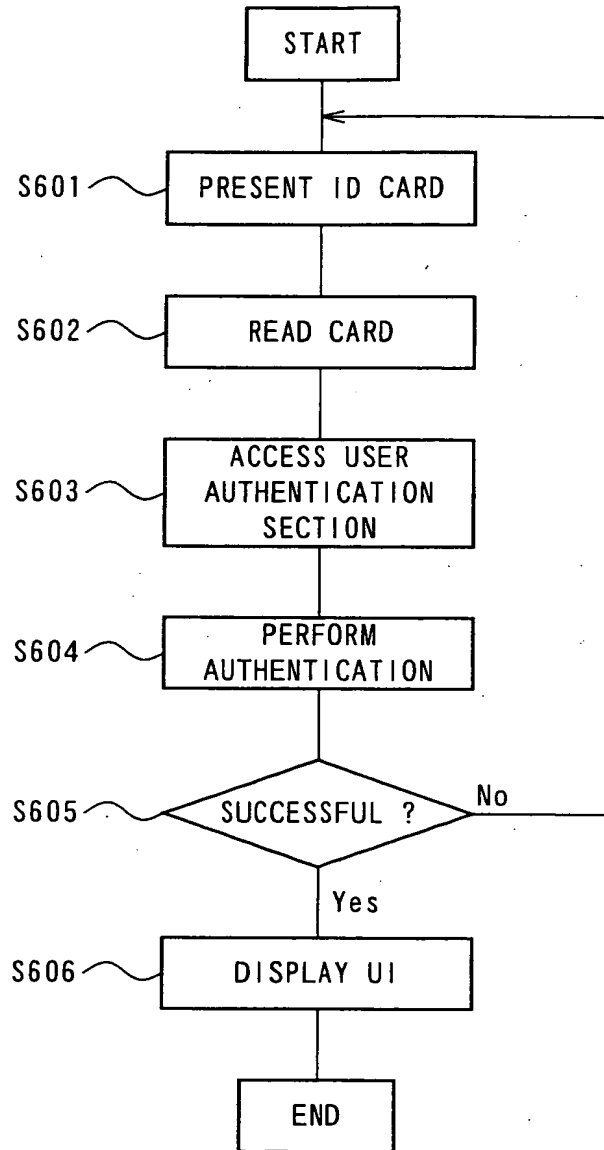 START
S601
PRESENT ID CARD
S602
READ CARD
S603
ACCESS USER
AUTHENTICATION
SECTION
S604
PERFORM
AUTHENTICATION
S605
SUCCESSFUL ?
No
Yes
S606
DISPLAY UI
END